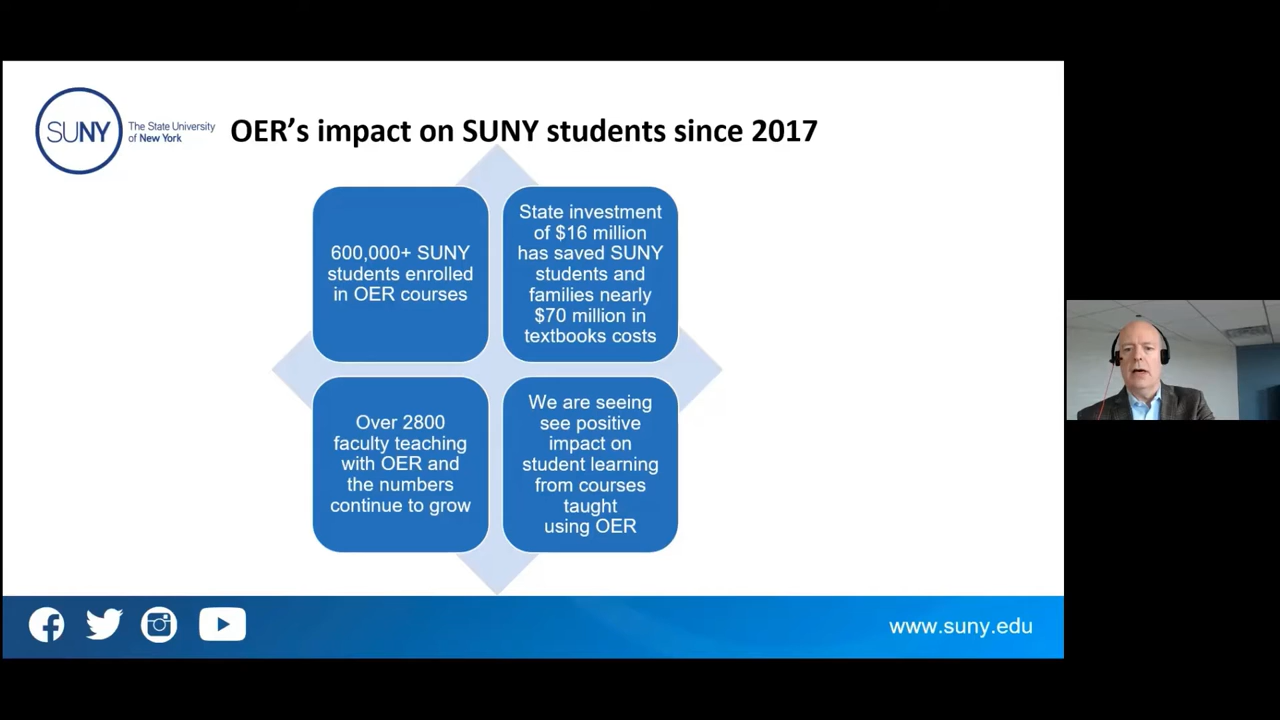 SUNY
The State University
of New York
OER's impact on SUNY students since 2017
600,000+ SUNY
students enrolled
in OER courses
State investment
of $16 million
has saved SUNY
students and
families nearly
$70 million in
textbooks costs
Over 2800
faculty teaching
with OER and
the numbers
continue to grow
We are seeing
see positive
impact on
student learning
from courses
taught
using OER
www.suny.edu